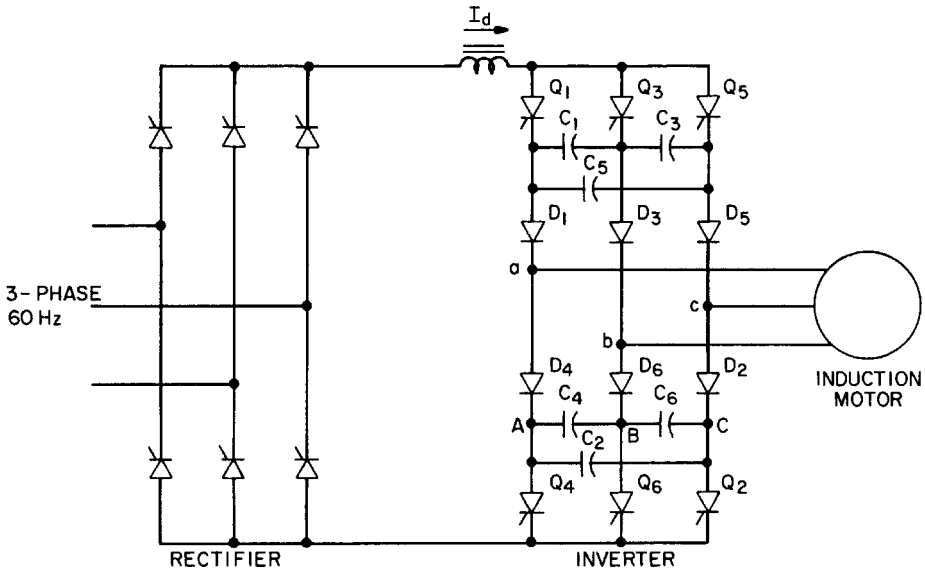 I_d
Q1 Q3 Q5
C1 C3
C5
D1 D3 D5
a
3-PHASE
60 Hz
c
b
D4 D6 D2
INDUCTION
MOTOR
C4 C6
A B C
C2
Q4 Q6 Q2
RECTIFIER INVERTER